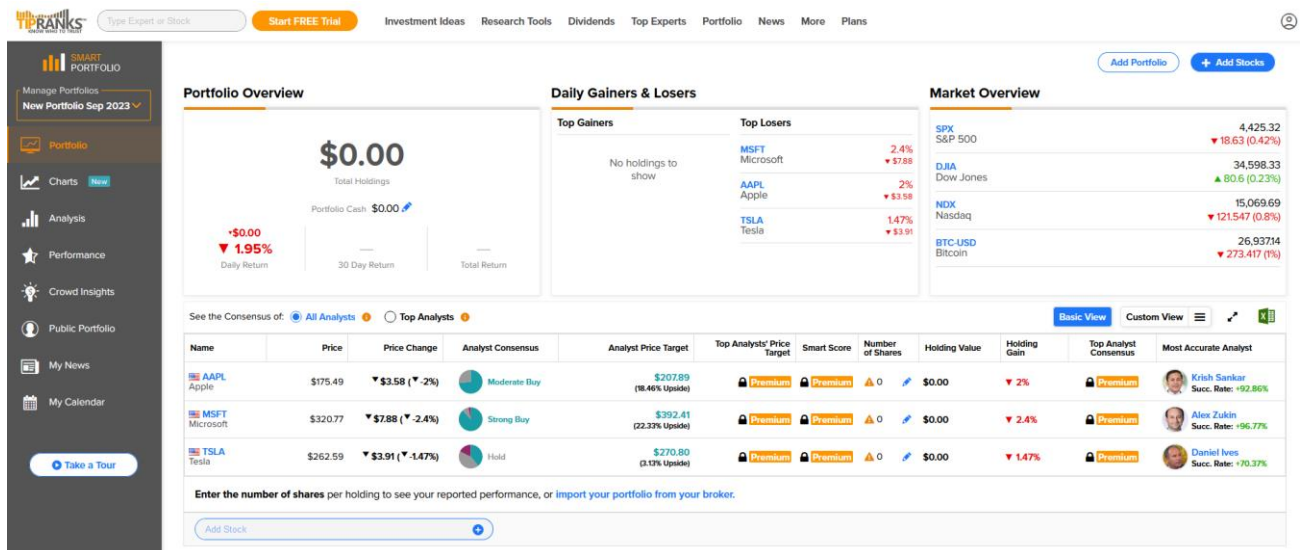 TIPRANKS
KNOW WHO TO TRUST
Type Expert or Stock
Start FREE Trial
Investment Ideas Research Tools Dividends Top Experts Portfolio News More Plans
SMART
PORTFOLIO
Manage Portfolios
New Portfolio Sep 2023
Portfolio
Charts New
Analysis
Performance
Crowd Insights
Public Portfolio
My News
My Calendar
Take a Tour
Add Portfolio
+ Add Stocks
Portfolio Overview
$0.00
Total Holdings
Portfolio Cash $0.00
$0.00
▼ 1.95%
Daily Return
—
30 Day Return
—
Total Return
Daily Gainers & Losers
Top Gainers
No holdings to
show
Top Losers
MSFT 2.4%
Microsoft ▼ $7.88
AAPL 2%
Apple ▼ $3.58
TSLA 1.47%
Tesla ▼ $3.91
Market Overview
SPX 4,425.32
S&P 500 ▼ 18.63 (0.42%)
DJIA 34,598.33
Dow Jones ▲ 80.6 (0.23%)
NDX 15,069.69
Nasdaq ▼ 121.547 (0.8%)
BTC-USD 26,937.14
Bitcoin ▼ 273.417 (1%)
See the Consensus of: All Analysts Top Analysts
Basic View Custom View
Name Price Price Change Analyst Consensus Analyst Price Target Top Analysts' Price Target Smart Score Number of Shares Holding Value Holding Gain Top Analyst Consensus Most Accurate Analyst
AAPL $175.49 ▼ $3.58 (▼ -2%) Moderate Buy $207.89 Premium Premium 0 $0.00 ▼ 2% Premium Krish Sankar
Apple (18.46% Upside) Succ. Rate: +92.86%
MSFT $320.77 ▼ $7.88 (▼ -2.4%) Strong Buy $392.41 Premium Premium 0 $0.00 ▼ 2.4% Premium Alex Zukin
Microsoft (22.33% Upside) Succ. Rate: +96.77%
TSLA $262.59 ▼ $3.91 (▼ -1.47%) Hold $270.80 Premium Premium 0 $0.00 ▼ 1.47% Premium Daniel Ives
Tesla (3.13% Upside) Succ. Rate: +70.37%
Enter the number of shares per holding to see your reported performance, or import your portfolio from your broker.
Add Stock